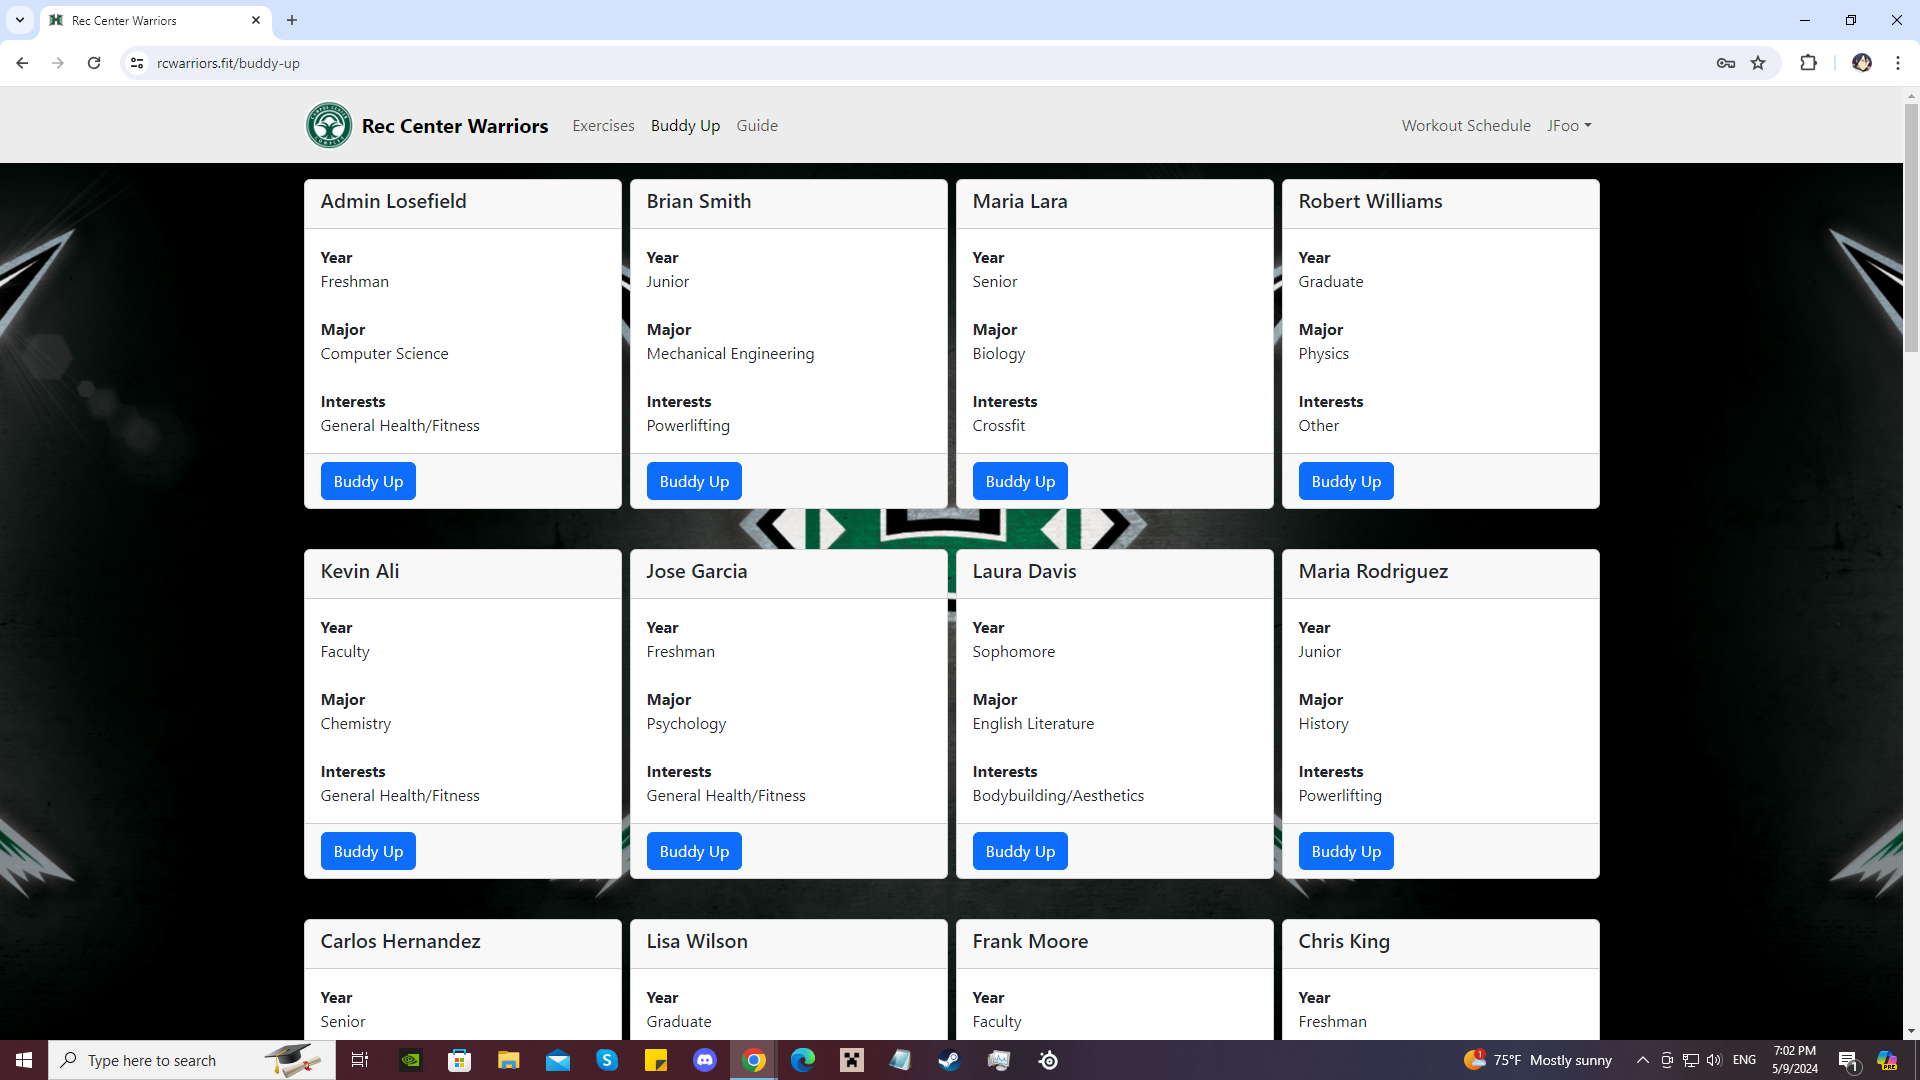 Rec Center Warriors
rcwarriors.fit/buddy-up
Rec Center Warriors Exercises Buddy Up Guide Workout Schedule JFoo
Admin Losefield Brian Smith Maria Lara Robert Williams
Year Year Year Year
Freshman Junior Senior Graduate
Major Major Major Major
Computer Science Mechanical Engineering Biology Physics
Interests Interests Interests Interests
General Health/Fitness Powerlifting Crossfit Other
Buddy Up Buddy Up Buddy Up Buddy Up
Kevin Ali Jose Garcia Laura Davis Maria Rodriguez
Year Year Year Year
Faculty Freshman Sophomore Junior
Major Major Major Major
Chemistry Psychology English Literature History
Interests Interests Interests Interests
General Health/Fitness General Health/Fitness Bodybuilding/Aesthetics Powerlifting
Buddy Up Buddy Up Buddy Up Buddy Up
Carlos Hernandez Lisa Wilson Frank Moore Chris King
Year Year Year Year
Senior Graduate Faculty Freshman
Type here to search 1 75°F Mostly sunny ENG 7:02 PM 1
5/9/2024